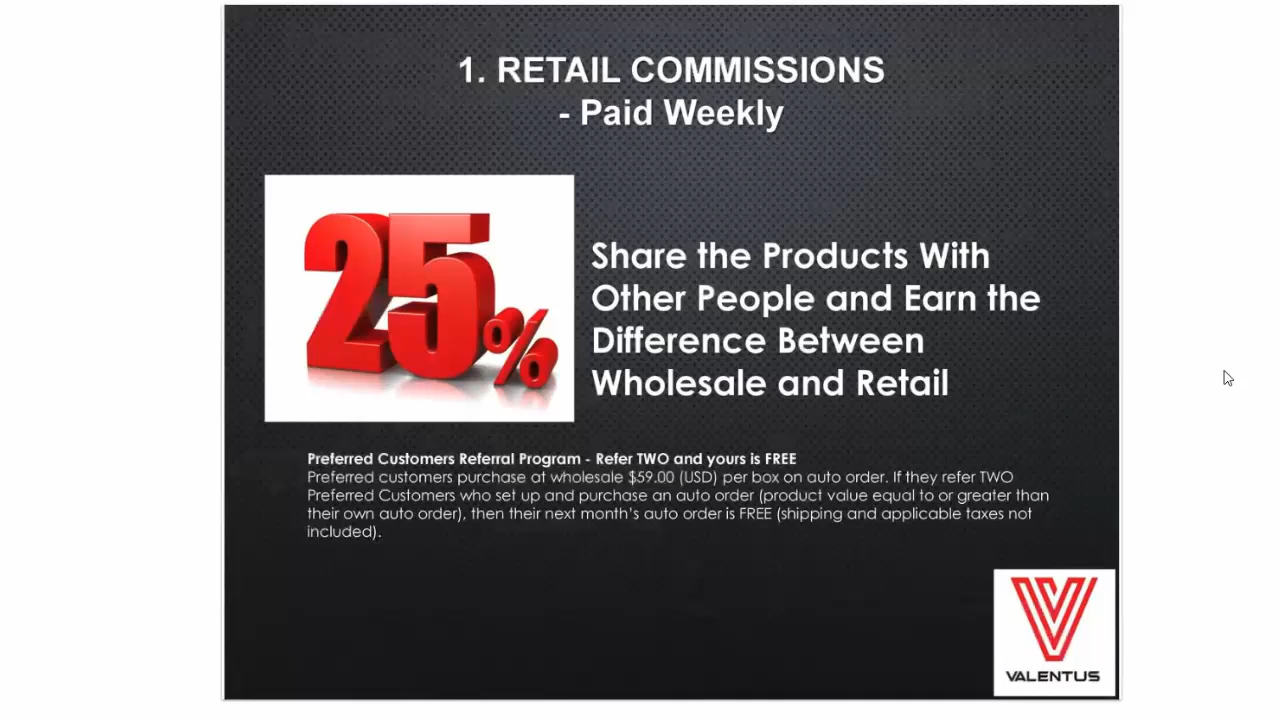 1. RETAIL COMMISSIONS
- Paid Weekly
25%
Share the Products With
Other People and Earn the
Difference Between
Wholesale and Retail
Preferred Customers Referral Program - Refer TWO and yours is FREE
Preferred customers purchase at wholesale $59.00 (USD) per box on auto order. If they refer TWO
Preferred Customers who set up and purchase an auto order (product value equal to or greater than
their own auto order), then their next month's auto order is FREE (shipping and applicable taxes not
included).
VALENTUS